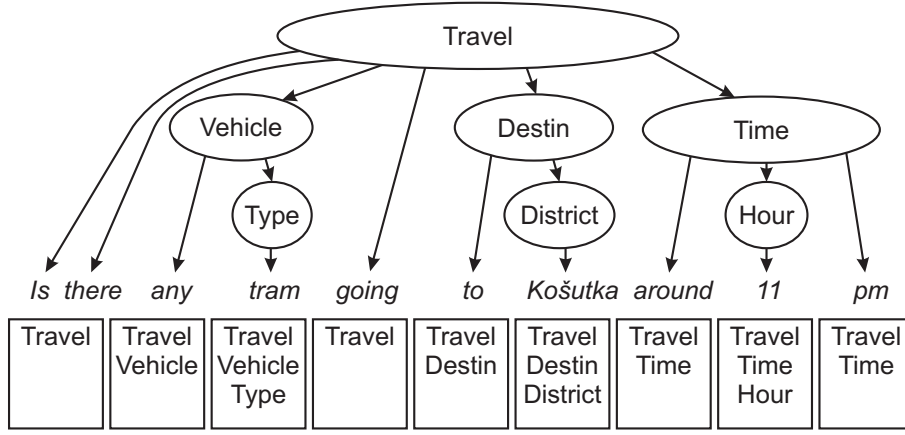 Travel
Vehicle Destin Time
Type District Hour
Is there any tram going to Košutka around 11 pm
Travel Travel Travel Travel Travel Travel Travel Travel Travel
Vehicle Vehicle Destin Destin Time Time Time
Type District Hour